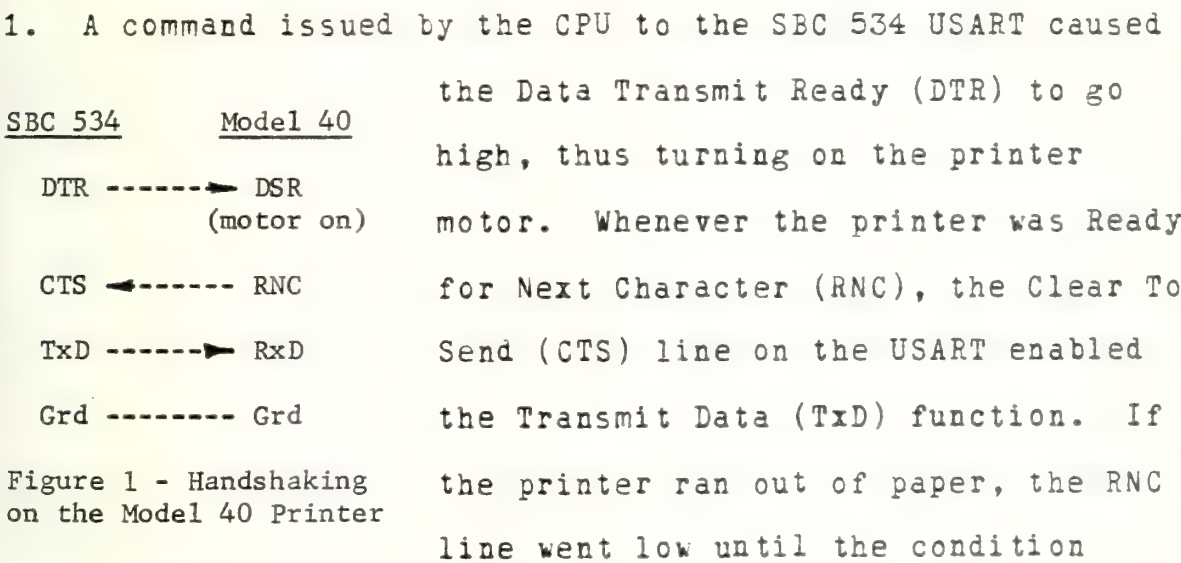 1. A command issued by the CPU to the SBC 534 USART caused
the Data Transmit Ready (DTR) to go
high, thus turning on the printer
motor. Whenever the printer was Ready
for Next Character (RNC), the Clear To
Send (CTS) line on the USART enabled
the Transmit Data (TxD) function. If
the printer ran out of paper, the RNC
line went low until the condition
SBC 534 Model 40
DTR -------► DSR
(motor on)
CTS ◄------- RNC
TxD -------► RxD
Grd -------- Grd
Figure 1 - Handshaking
on the Model 40 Printer